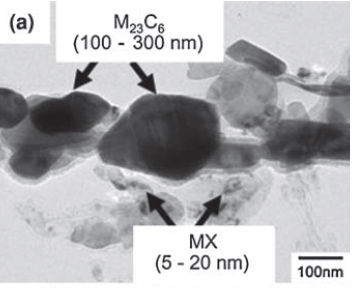 (a)
M₂₃C₆
(100 - 300 nm)
MX
(5 - 20 nm)
100nm